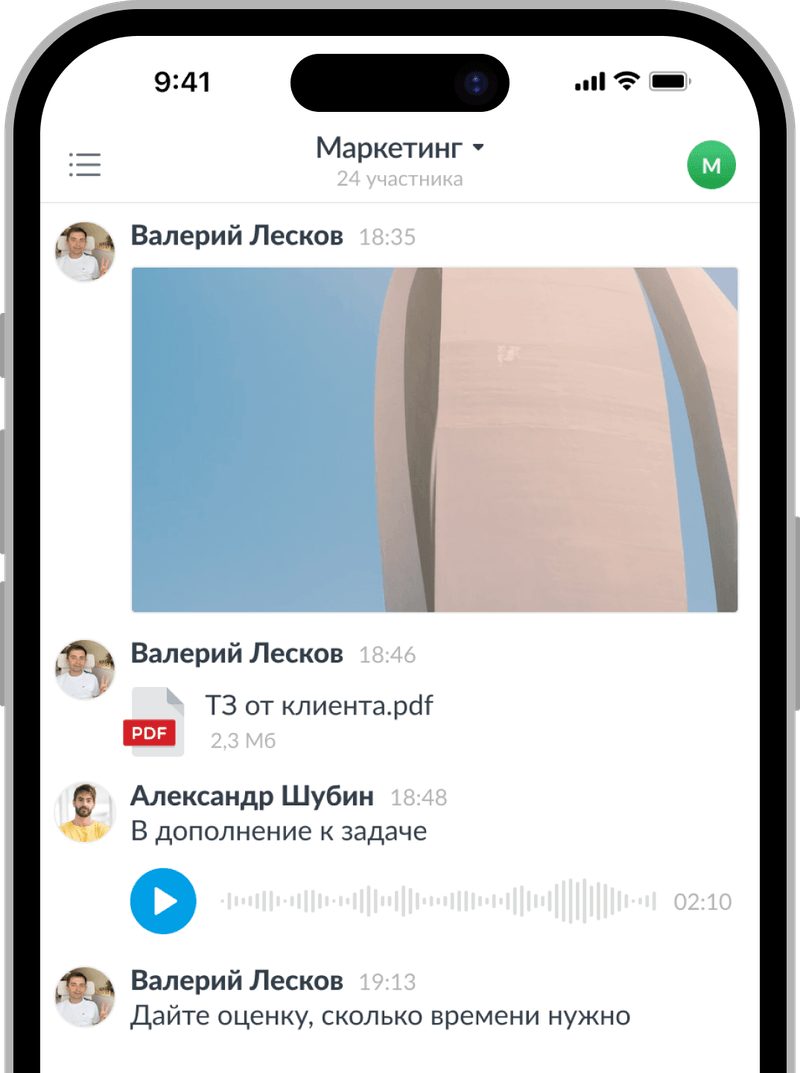 9:41
Маркетинг
24 участника
М
Валерий Лесков 18:35
Валерий Лесков 18:46
ТЗ от клиента.pdf
PDF
2,3 Мб
Александр Шубин 18:48
В дополнение к задаче
02:10
Валерий Лесков 19:13
Дайте оценку, сколько времени нужно